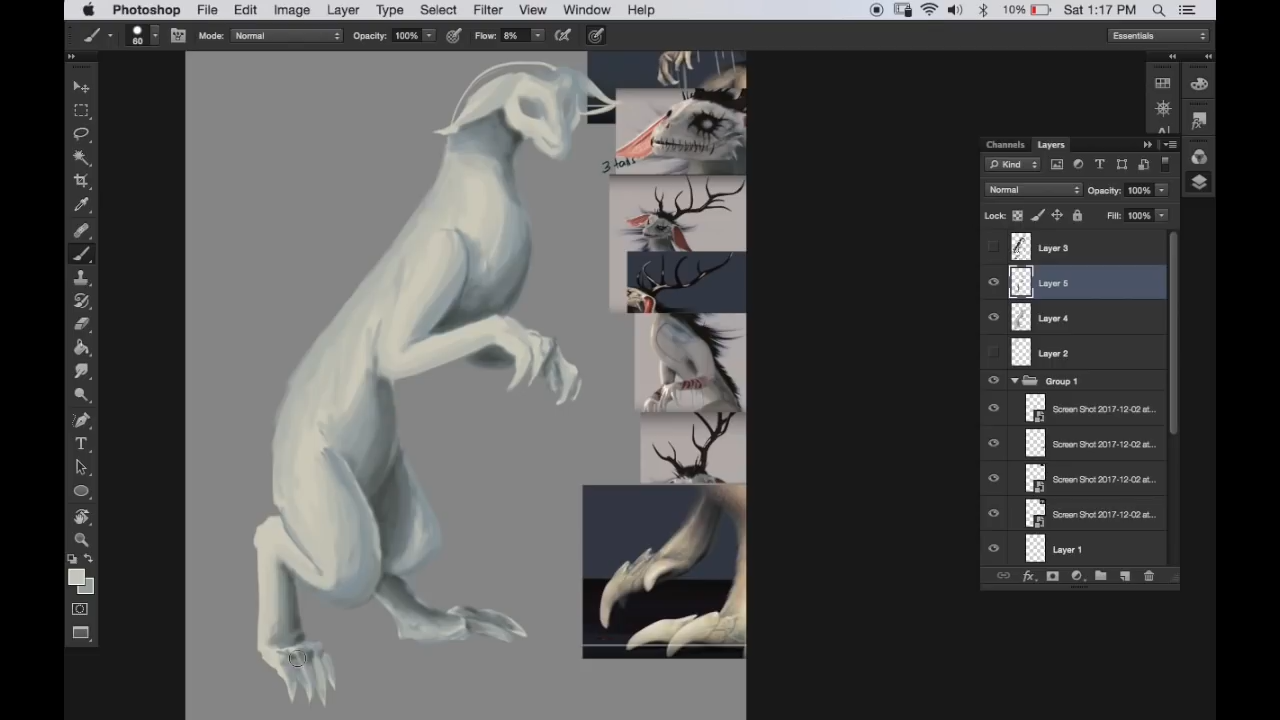 Photoshop File Edit Image Layer Type Select Filter View Window Help 10% Sat 1:17 PM
60 Mode: Normal Opacity: 100% Flow: 8% Essentials
3 tails
Channels Layers
Kind
Normal Opacity: 100%
Lock: Fill: 100%
Layer 3
Layer 5
Layer 4
Layer 2
Group 1
Screen Shot 2017-12-02 at...
Screen Shot 2017-12-02 at...
Screen Shot 2017-12-02 at...
Screen Shot 2017-12-02 at...
Layer 1